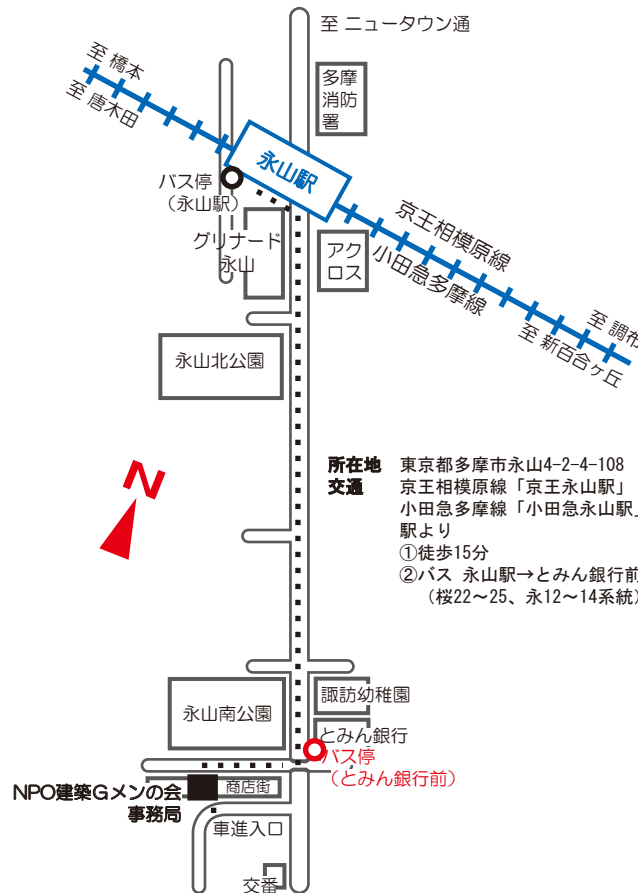 至 ニュータウン通
多摩
消防
署
至 橋本
至 唐木田
永山駅
バス停
（永山駅）
グリナード
永山
アク
ロス
京王相模原線
小田急多摩線
至 調布
至 新百合ヶ丘
永山北公園
N
所在地 東京都多摩市永山4-2-4-108
交通 京王相模原線「京王永山駅」
小田急多摩線「小田急永山駅」
駅より
①徒歩15分
②バス 永山駅→とみん銀行前
（桜22～25、永12～14系統）
永山南公園
諏訪幼稚園
とみん銀行
バス停
（とみん銀行前）
NPO建築Gメンの会
事務局
商店街
車進入口
交番